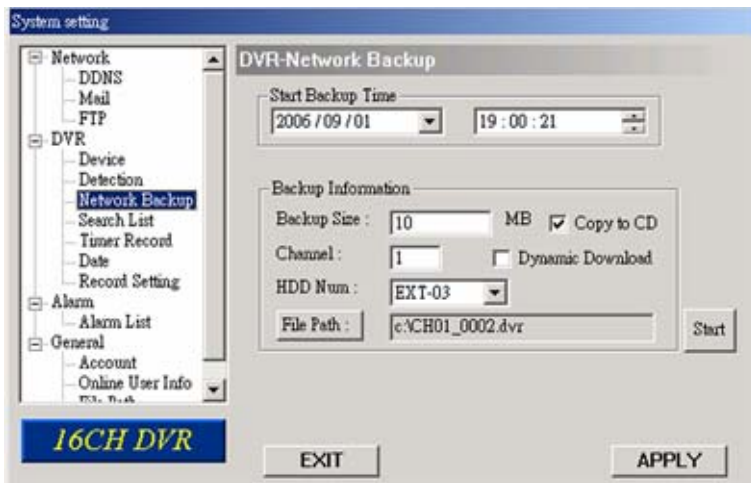 System setting
Network
DDNS
Mail
FTP
DVR
Device
Detection
Network Backup
Search List
Timer Record
Date
Record Setting
Alarm
Alarm List
General
Account
Online User Info
File Path
16CH DVR
DVR-Network Backup
Start Backup Time
2006 / 09 / 01 19 : 00 : 21
Backup Information
Backup Size : 10 MB Copy to CD
Channel : 1 Dynamic Download
HDD Num : EXT-03
File Path : c:\CH01_0002.dvr
Start
EXIT APPLY